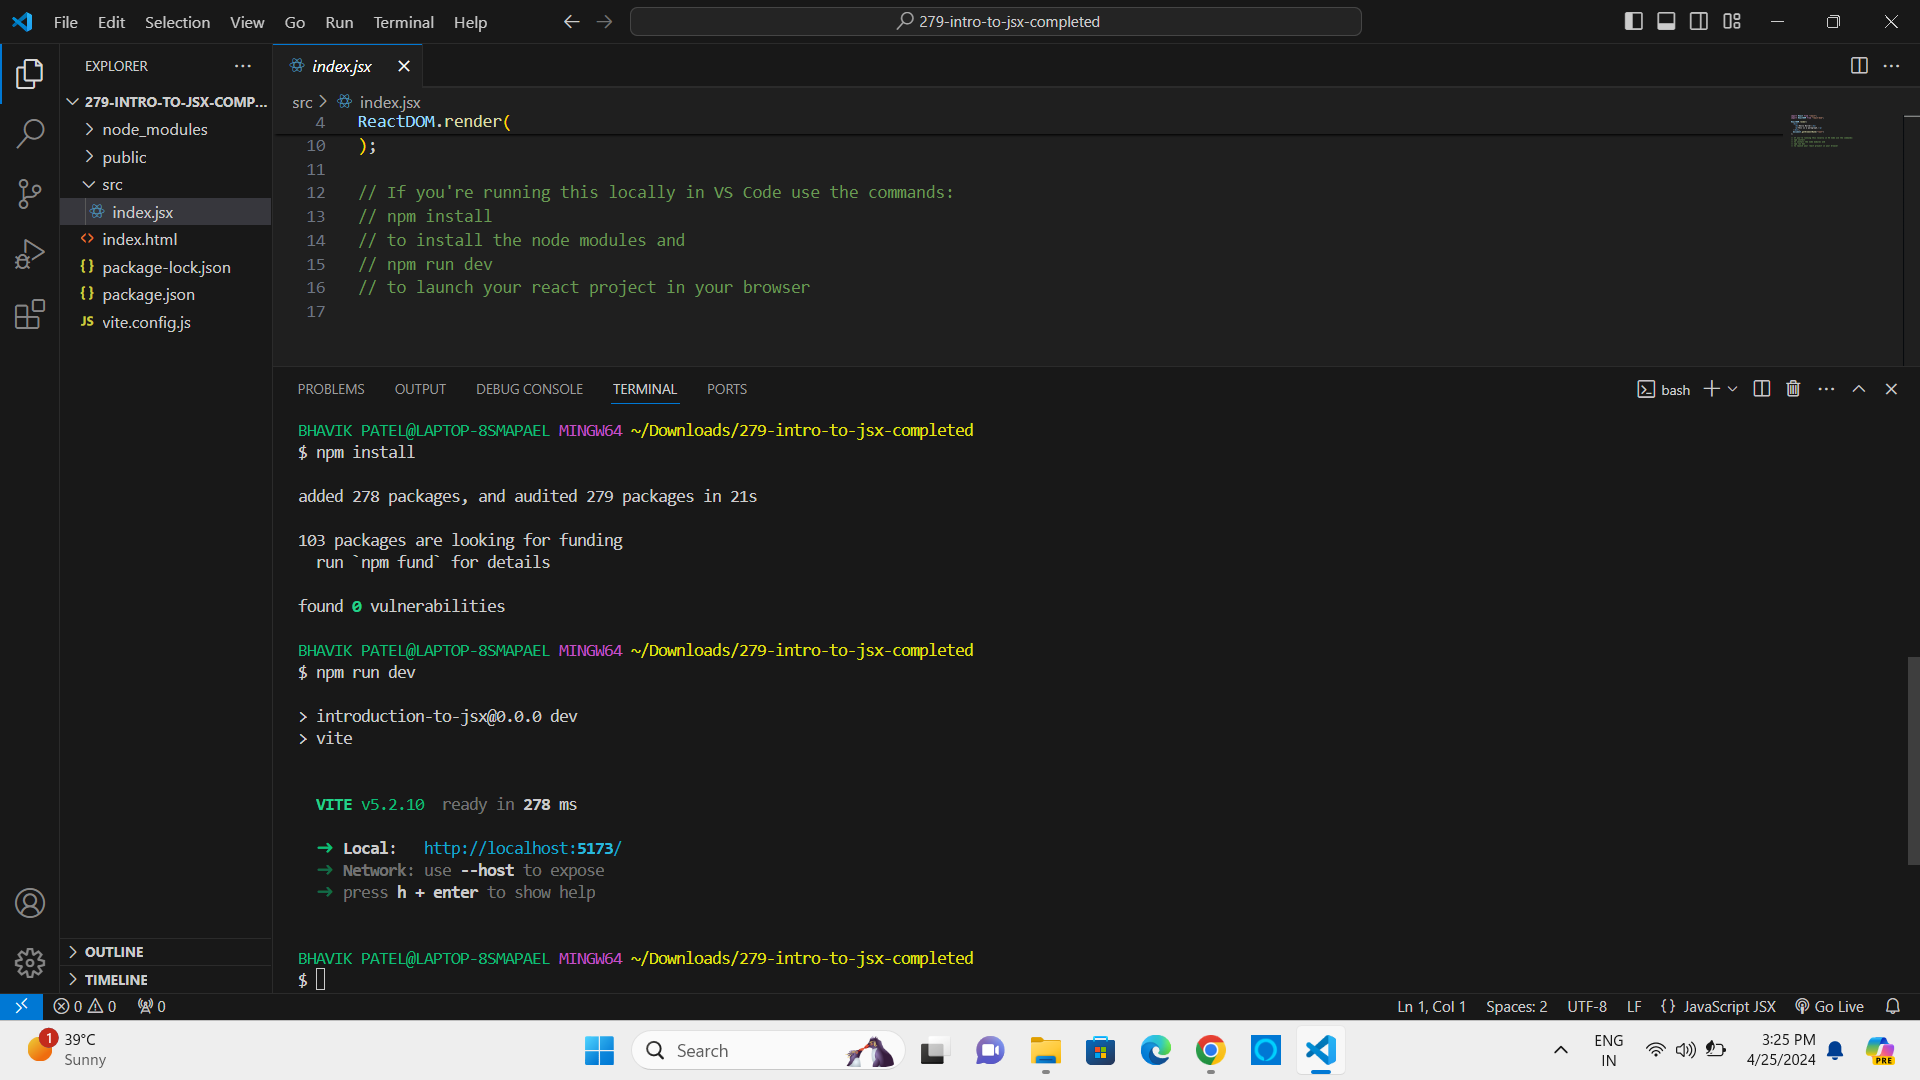 File Edit Selection View Go Run Terminal Help
279-intro-to-jsx-completed
EXPLORER
279-INTRO-TO-JSX-COMP...
node_modules
public
src
index.jsx
index.html
package-lock.json
package.json
JS vite.config.js
OUTLINE
TIMELINE
index.jsx
src > index.jsx
4 ReactDOM.render(
10 );
11
12 // If you're running this locally in VS Code use the commands:
13 // npm install
14 // to install the node modules and
15 // npm run dev
16 // to launch your react project in your browser
17
PROBLEMS OUTPUT DEBUG CONSOLE TERMINAL PORTS
bash
BHAVIK PATEL@LAPTOP-8SMAPAEL MINGW64 ~/Downloads/279-intro-to-jsx-completed
$ npm install
added 278 packages, and audited 279 packages in 21s
103 packages are looking for funding
run `npm fund` for details
found 0 vulnerabilities
BHAVIK PATEL@LAPTOP-8SMAPAEL MINGW64 ~/Downloads/279-intro-to-jsx-completed
$ npm run dev
> introduction-to-jsx@0.0.0 dev
> vite
VITE v5.2.10 ready in 278 ms
➜ Local: http://localhost:5173/
➜ Network: use --host to expose
➜ press h + enter to show help
BHAVIK PATEL@LAPTOP-8SMAPAEL MINGW64 ~/Downloads/279-intro-to-jsx-completed
$
0 0 0
Ln 1, Col 1 Spaces: 2 UTF-8 LF {} JavaScript JSX Go Live
1
39°C
Sunny
Search
ENG
IN
3:25 PM
4/25/2024
PRE